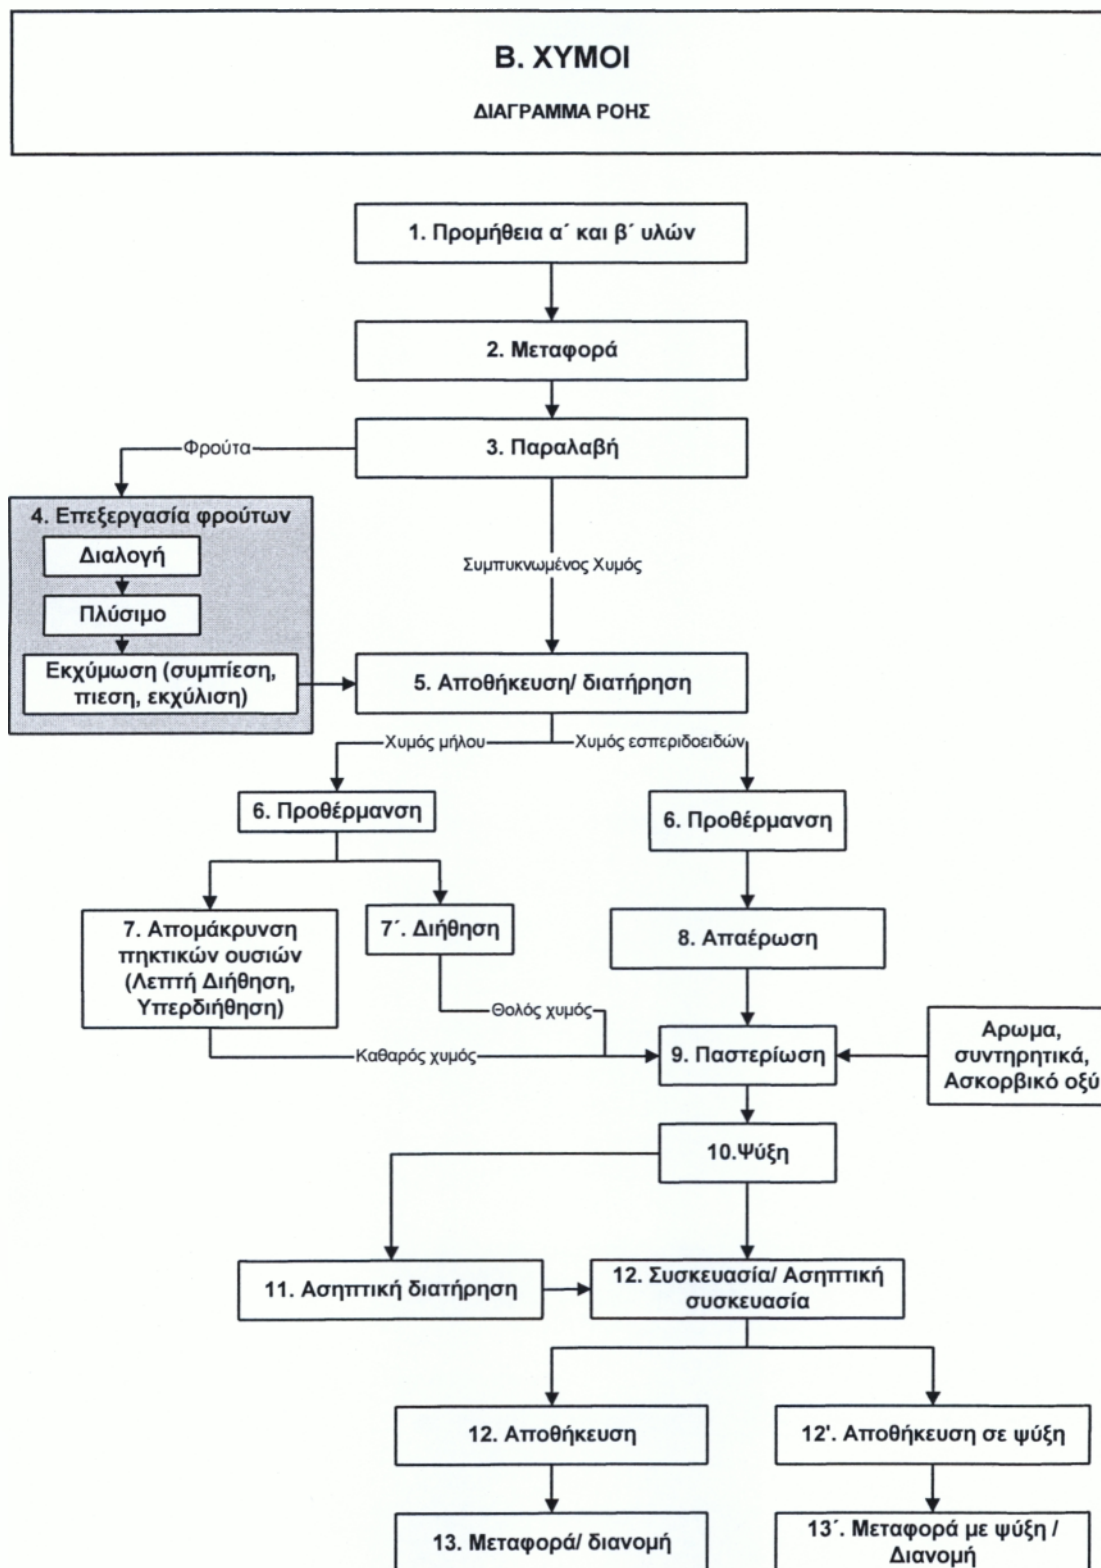 Β. ΧΥΜΟΙ
ΔΙΑΓΡΑΜΜΑ ΡΟΗΣ
1. Προμήθεια α΄ και β΄ υλών
2. Μεταφορά
3. Παραλαβή
Φρούτα
4. Επεξεργασία φρούτων
Διαλογή
Πλύσιμο
Εκχύμωση (συμπίεση,
πιεση, εκχύλιση)
Συμπυκνωμένος Χυμός
5. Αποθήκευση/ διατήρηση
Χυμός μήλου
Χυμός εσπεριδοειδών
6. Προθέρμανση
6. Προθέρμανση
7. Απομάκρυνση
πηκτικών ουσιών
(Λεπτή Διήθηση,
Υπερδιήθηση)
7΄. Διήθηση
8. Απαέρωση
Θολός χυμός
Καθαρός χυμός
9. Παστερίωση
Αρωμα,
συντηρητικά,
Ασκορβικό οξύ
10.Ψύξη
11. Ασηπτική διατήρηση
12. Συσκευασία/ Ασηπτική
συσκευασία
12. Αποθήκευση
12'. Αποθήκευση σε ψύξη
13. Μεταφορά/ διανομή
13΄. Μεταφορά με ψύξη /
Διανομή